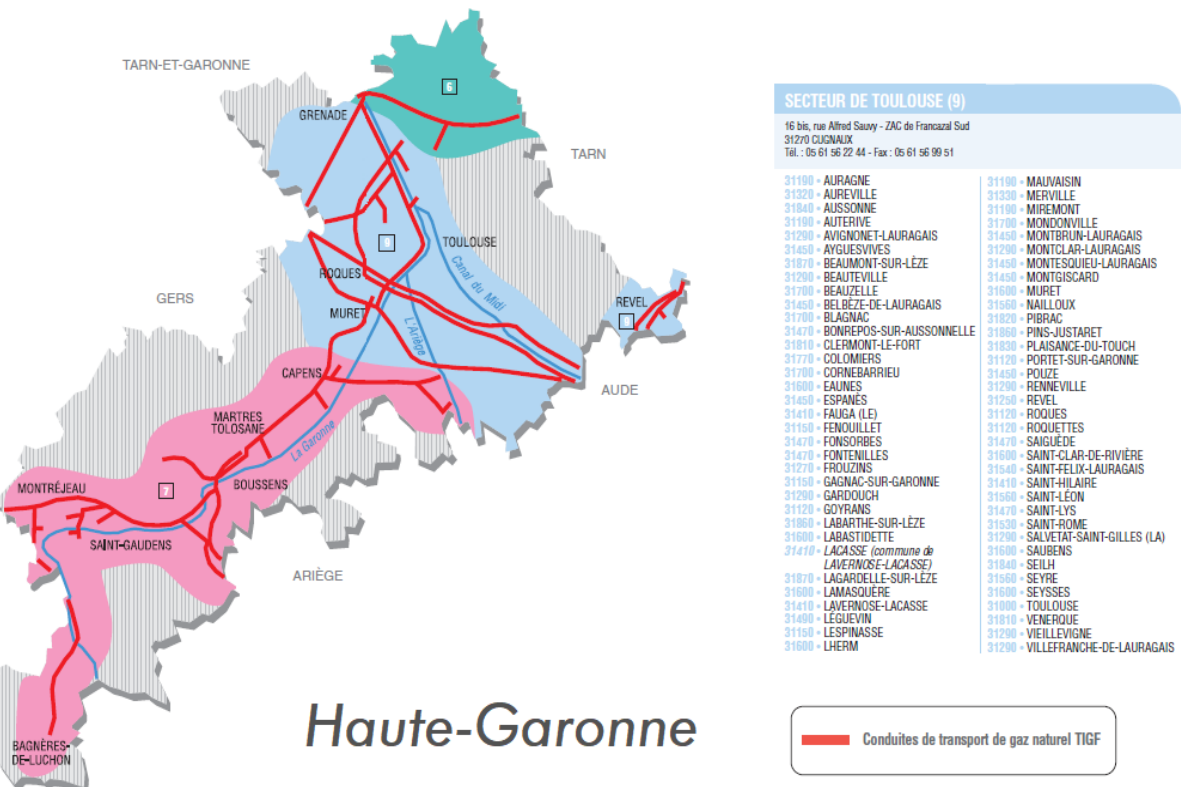 TARN-ET-GARONNE
6
GRENADE
TARN
9
TOULOUSE
Canal du Midi
ROQUES
GERS
REVEL
9
MURET
L'Ariège
CAPENS
AUDE
MARTRES
TOLOSANE
La Garonne
MONTRÉJEAU
7
BOUSSENS
SAINT-GAUDENS
ARIÈGE
BAGNÈRES-
DE-LUCHON
Haute-Garonne
SECTEUR DE TOULOUSE (9)
16 bis, rue Alfred Sauvy - ZAC de Francazal Sud
31270 CUGNAUX
Tél. : 05 61 56 22 44 - Fax : 05 61 56 99 51
31190 • AURAGNE
31320 • AUREVILLE
31840 • AUSSONNE
31190 • AUTERIVE
31290 • AVIGNONET-LAURAGAIS
31450 • AYGUESVIVES
31870 • BEAUMONT-SUR-LÈZE
31290 • BEAUTEVILLE
31700 • BEAUZELLE
31450 • BELBÈZE-DE-LAURAGAIS
31700 • BLAGNAC
31470 • BONREPOS-SUR-AUSSONNELLE
31810 • CLERMONT-LE-FORT
31770 • COLOMIERS
31700 • CORNEBARRIEU
31600 • EAUNES
31450 • ESPANÈS
31410 • FAUGA (LE)
31150 • FENOUILLET
31470 • FONSORBES
31470 • FONTENILLES
31270 • FROUZINS
31150 • GAGNAC-SUR-GARONNE
31290 • GARDOUCH
31120 • GOYRANS
31860 • LABARTHE-SUR-LÈZE
31600 • LABASTIDETTE
31410 • LACASSE (commune de
LAVERNOSE-LACASSE)
31870 • LAGARDELLE-SUR-LÈZE
31600 • LAMASQUÈRE
31410 • LAVERNOSE-LACASSE
31490 • LÉGUEVIN
31150 • LESPINASSE
31600 • LHERM
31190 • MAUVAISIN
31330 • MERVILLE
31190 • MIREMONT
31700 • MONDONVILLE
31450 • MONTBRUN-LAURAGAIS
31290 • MONTCLAR-LAURAGAIS
31450 • MONTESQUIEU-LAURAGAIS
31450 • MONTGISCARD
31600 • MURET
31560 • NAILLOUX
31820 • PIBRAC
31860 • PINS-JUSTARET
31830 • PLAISANCE-DU-TOUCH
31120 • PORTET-SUR-GARONNE
31450 • POUZE
31290 • RENNEVILLE
31250 • REVEL
31120 • ROQUES
31120 • ROQUETTES
31470 • SAIGUÈDE
31600 • SAINT-CLAR-DE-RIVIÈRE
31540 • SAINT-FELIX-LAURAGAIS
31410 • SAINT-HILAIRE
31560 • SAINT-LÉON
31470 • SAINT-LYS
31530 • SAINT-ROME
31290 • SALVETAT-SAINT-GILLES (LA)
31600 • SAUBENS
31840 • SEILH
31560 • SEYRE
31600 • SEYSSES
31000 • TOULOUSE
31810 • VENERQUE
31290 • VIEILLEVIGNE
31290 • VILLEFRANCHE-DE-LAURAGAIS
Conduites de transport de gaz naturel TIGF